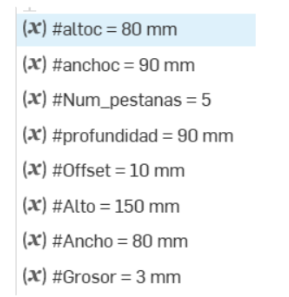 (x) #altoc = 80 mm
(x) #anchoc = 90 mm
(x) #Num_pestanas = 5
(x) #profundidad = 90 mm
(x) #Offset = 10 mm
(x) #Alto = 150 mm
(x) #Ancho = 80 mm
(x) #Grosor = 3 mm